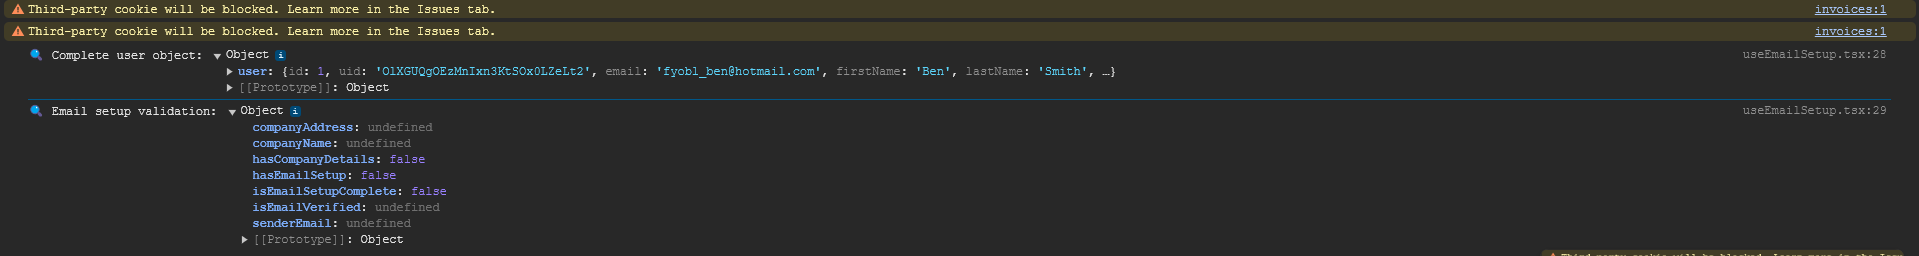 Third-party cookie will be blocked. Learn more in the Issues tab. invoices:1
Third-party cookie will be blocked. Learn more in the Issues tab. invoices:1
Complete user object: ▼ Object i useEmailSetup.tsx:28
▶ user: {id: 1, uid: 'OlXGUQgOEzMnIxn3KtSOx0LZeLt2', email: 'fyobl_ben@hotmail.com', firstName: 'Ben', lastName: 'Smith', …}
▶ [[Prototype]]: Object
Email setup validation: ▼ Object i useEmailSetup.tsx:29
companyAddress: undefined
companyName: undefined
hasCompanyDetails: false
hasEmailSetup: false
isEmailSetupComplete: false
isEmailVerified: undefined
senderEmail: undefined
▶ [[Prototype]]: Object